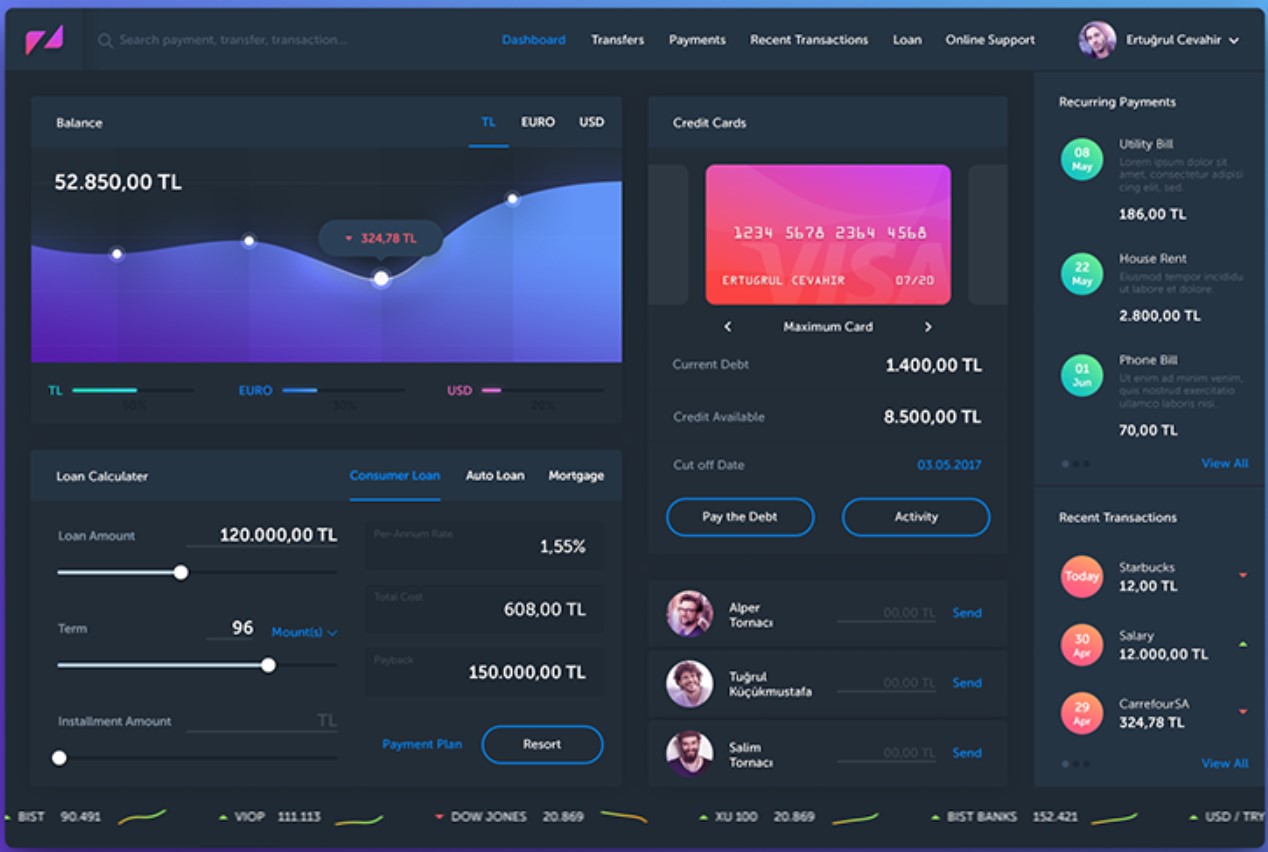 Search payment, transfer, transaction...
Dashboard
Transfers
Payments
Recent Transactions
Loan
Online Support
Ertuğrul Cevahir
Balance
TL
EURO
USD
52.850,00 TL
324,78 TL
TL
50%
EURO
30%
USD
20%
Loan Calculater
Consumer Loan
Auto Loan
Mortgage
Loan Amount
120.000,00 TL
Term
96
Mount(s)
Installment Amount
TL
Per-Annum Rate
1,55%
Total Cost
608,00 TL
Payback
150.000,00 TL
Payment Plan
Resort
Credit Cards
VISA
1234 5678 2364 4568
ERTUGRUL CEVAHIR
07/20
Maximum Card
Current Debt
1.400,00 TL
Credit Available
8.500,00 TL
Cut off Date
03.05.2017
Pay the Debt
Activity
Alper
Tornacı
00,00 TL
Send
Tuğrul
Küçükmustafa
00,00 TL
Send
Salim
Tornacı
00,00 TL
Send
Recurring Payments
08
May
Utility Bill
Lorem ipsum dolor sit
amet, consectetur adipisi
cing elit, sed.
186,00 TL
22
May
House Rent
Eiusmod tempor incididu
ut labore et dolore.
2.800,00 TL
01
Jun
Phone Bill
Ut enim ad minim venim,
quis nostrud exercitatio
ullamco laboris nisi.
70,00 TL
View All
Recent Transactions
Today
Starbucks
12,00 TL
30
Apr
Salary
12.000,00 TL
29
Apr
CarrefourSA
324,78 TL
View All
BIST 90.491
VIOP 111.113
DOW JONES 20.869
XU 100 20.869
BIST BANKS 152.421
USD / TRY